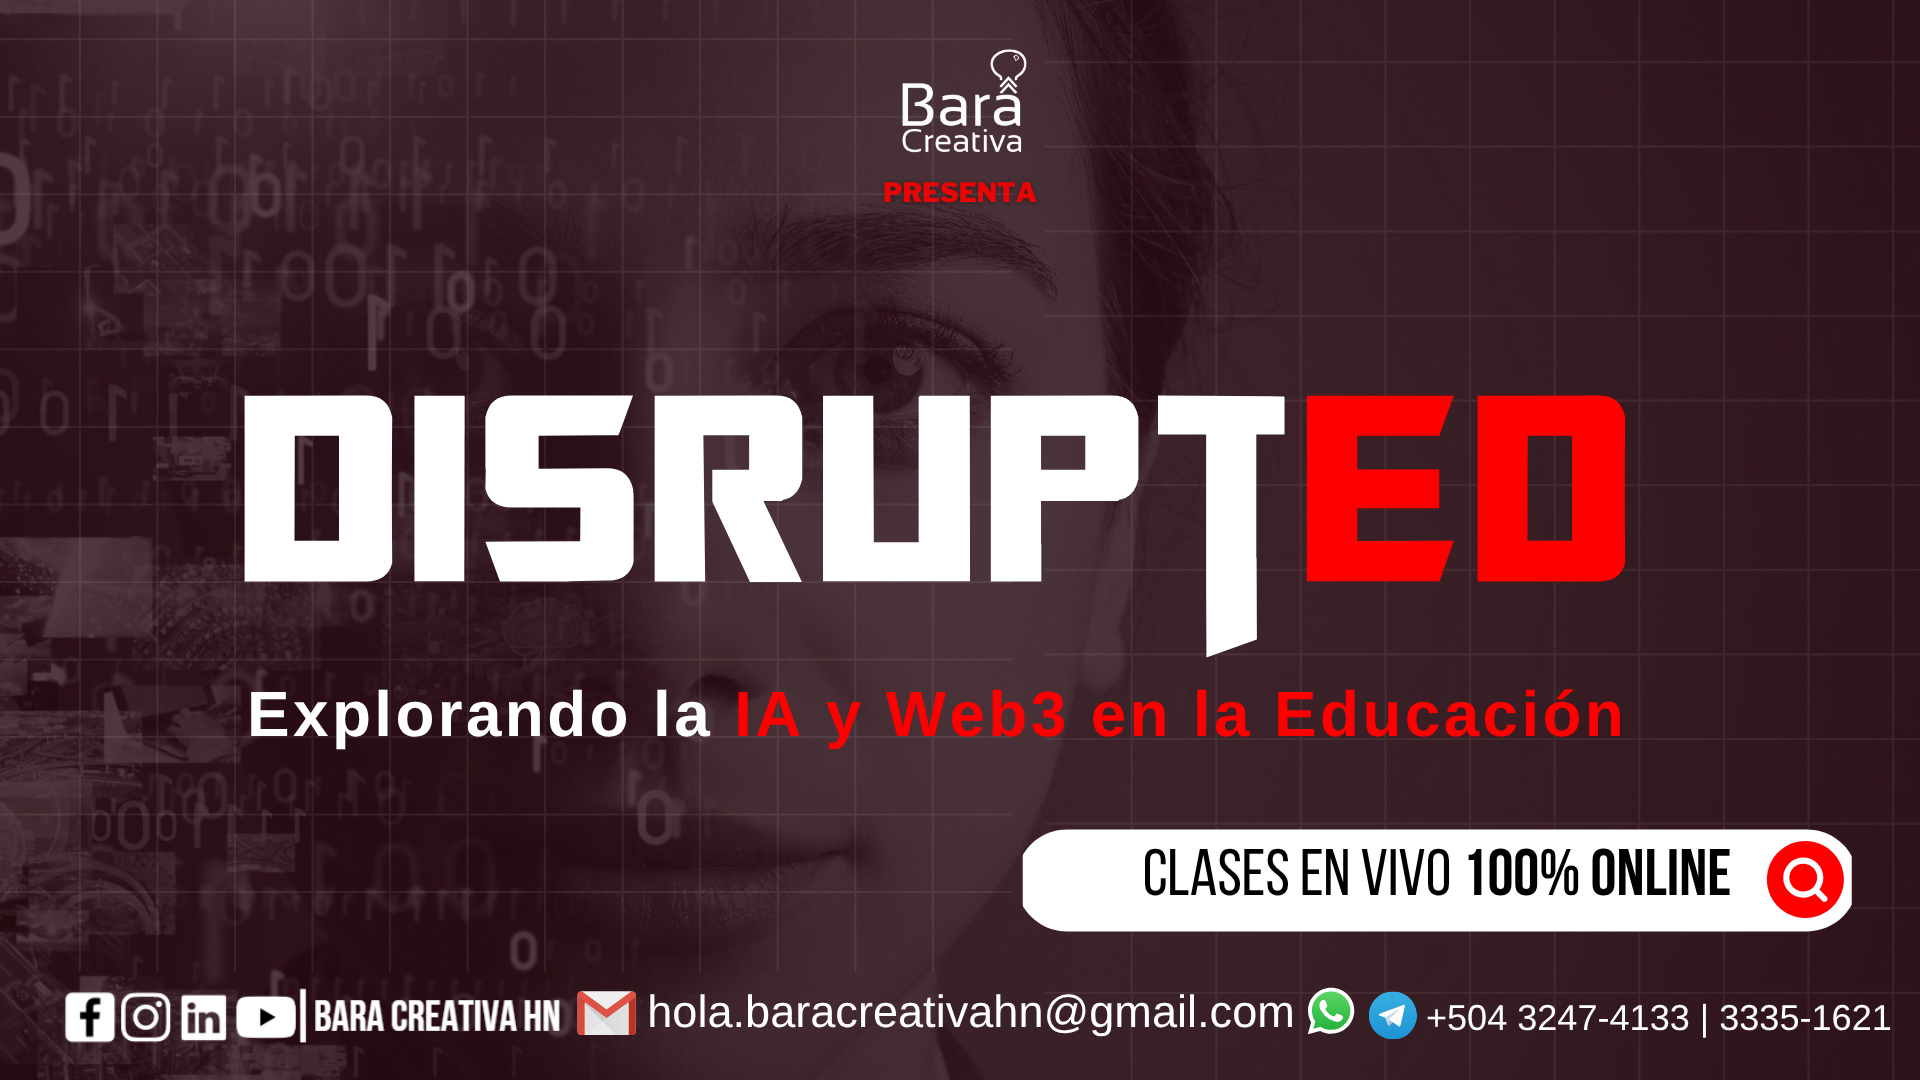 Bara
Creativa
PRESENTA
DISRUPTED
Explorando la IA y Web3 en la Educación
CLASES EN VIVO 100% ONLINE
BARA CREATIVA HN hola.baracreativahn@gmail.com +504 3247-4133 | 3335-1621